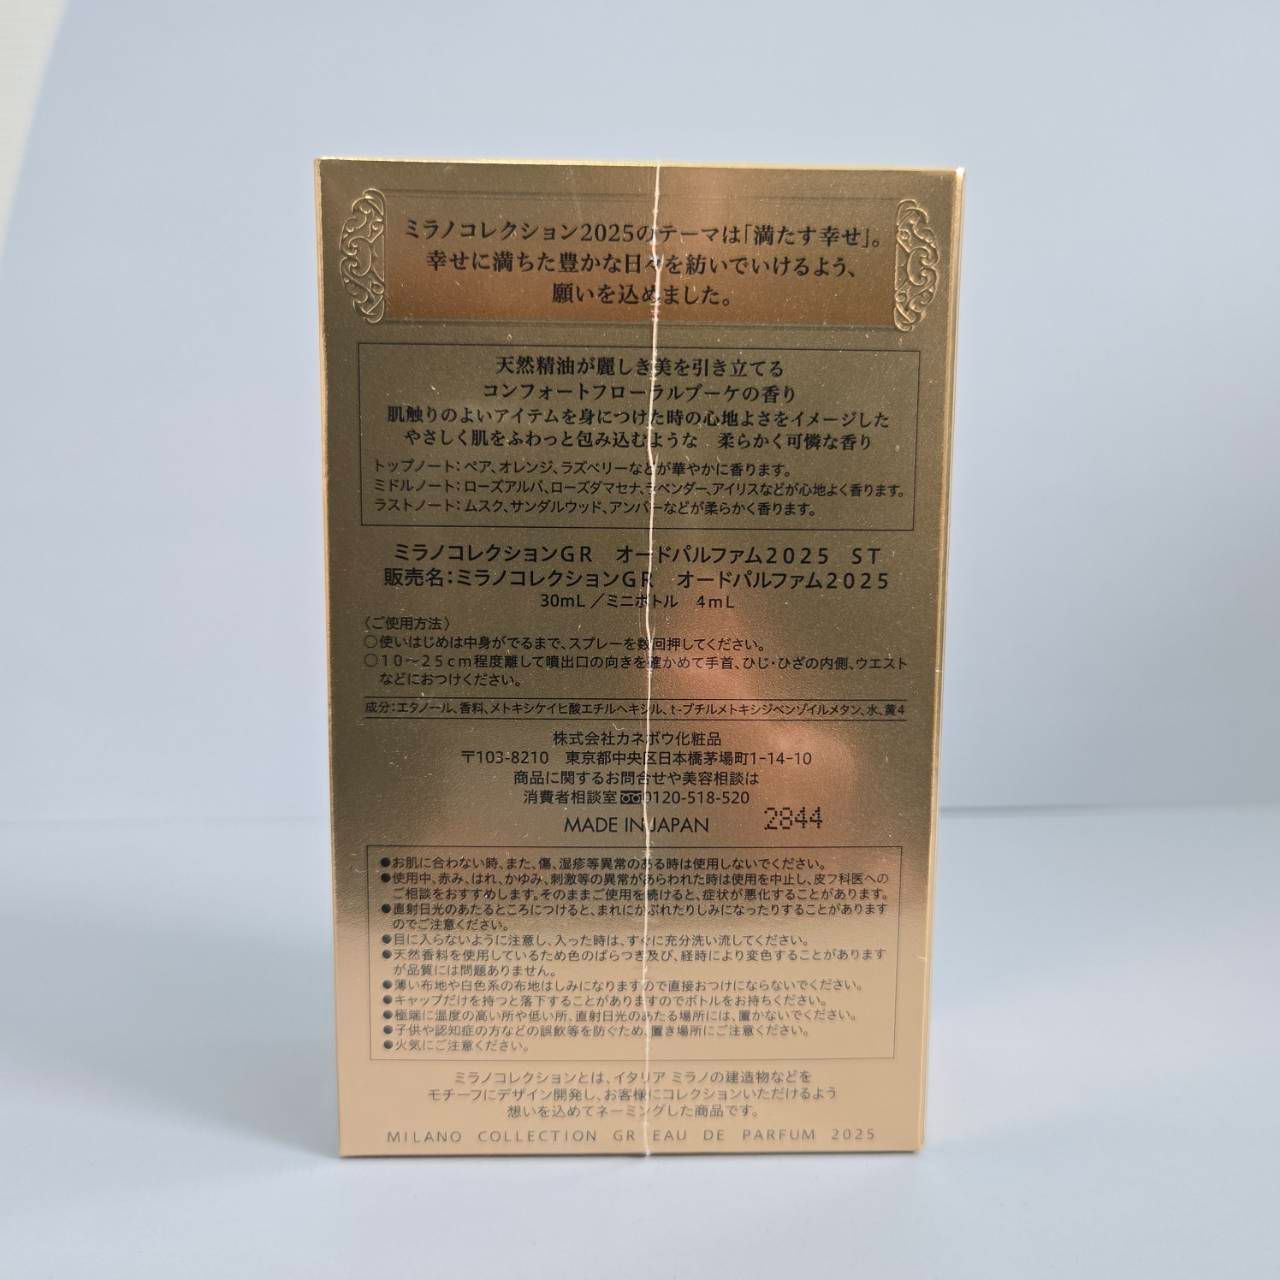 ミラノコレクション2025のテーマは「満たす幸せ」。
幸せに満ちた豊かな日々を紡いでいけるよう、
願いを込めました。
天然精油が麗しき美を引き立てる
コンフォートフローラルブーケの香り
肌触りのよいアイテムを身につけた時の心地よさをイメージした
やさしく肌をふわっと包み込むような 柔らかく可憐な香り
トップノート:ペア、オレンジ、ラズベリーなどが華やかに香ります。
ミドルノート:ローズアルバ、ローズダマセナ、ラベンダー、アイリスなどが心地よく香ります。
ラストノート:ムスク、サンダルウッド、アンバーなどが柔らかく香ります。
ミラノコレクションGR オードパルファム2025 ST
販売名:ミラノコレクションGR オードパルファム2025
30mL/ミニボトル 4mL
〈ご使用方法〉
○使いはじめは中身がでるまで、スプレーを数回押してください。
○10～25cm程度離して噴出口の向きを確かめて手首、ひじ・ひざの内側、ウエスト
などにおつけください。
成分:エタノール、香料、メトキシケイヒ酸エチルヘキシル、t-ブチルメトキシジベンゾイルメタン、水、黄4
株式会社カネボウ化粧品
〒103-8210 東京都中央区日本橋茅場町1-14-10
商品に関するお問合せや美容相談は
消費者相談室 0120-518-520
MADE IN JAPAN 2844
●お肌に合わない時、また、傷、湿疹等異常のある時は使用しないでください。
●使用中、赤み、はれ、かゆみ、刺激等の異常があらわれた時は使用を中止し、皮フ科医への
ご相談をおすすめします。そのままご使用を続けると、症状が悪化することがあります。
●直射日光のあたるところにつけると、まれにかぶれたりしみになったりすることがあります
のでご注意ください。
●目に入らないように注意し、入った時は、すぐに充分洗い流してください。
●天然香料を使用しているため色のばらつき及び、経時により変色することがあります
が品質には問題ありません。
●薄い布地や白色系の布地はしみになりますので直接おつけにならないでください。
●キャップだけを持つと落下することがありますのでボトルをお持ちください。
●極端に温度の高い所や低い所、直射日光のあたる場所には、置かないでください。
●子供や認知症の方などの誤飲等を防ぐため、置き場所にご注意ください。
●火気にご注意ください。
ミラノコレクションとは、イタリア ミラノの建造物などを
モチーフにデザイン開発し、お客様にコレクションいただけるよう
想いを込めてネーミングした商品です。
MILANO COLLECTION GR EAU DE PARFUM 2025